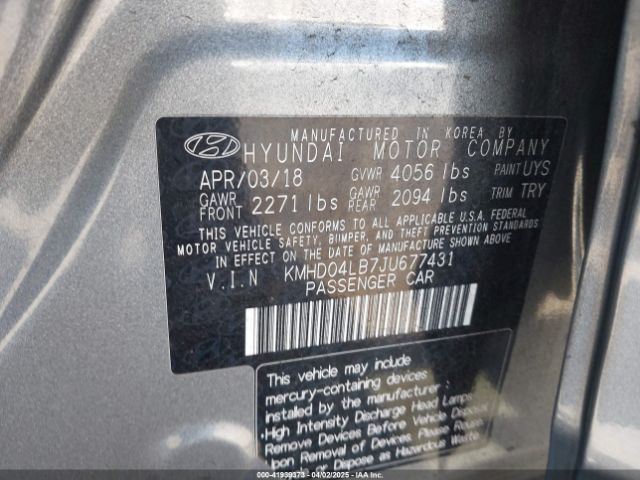 MANUFACTURED IN KOREA BY
HYUNDAI MOTOR COMPANY
APR/03/18 GVWR 4056 lbs PAINT UYS
GAWR FRONT 2271 lbs GAWR REAR 2094 lbs TRIM TRY
THIS VEHICLE CONFORMS TO ALL APPLICABLE U.S.A. FEDERAL
MOTOR VEHICLE SAFETY, BUMPER, AND THEFT PREVENTION STANDARDS
IN EFFECT ON THE DATE OF MANUFACTURE SHOWN ABOVE.
V.I.N KMHD04LB7JU677431
PASSENGER CAR
This vehicle may include
mercury-containing devices
installed by the manufacturer :
•High Intensity Discharge Head Lamps
Remove Devices Before Vehicle Disposal
Upon Removal of Devices, Please Reuse,
or Dispose as Hazardous Waste
000-41939373 - 04/02/2025 - IAAI.COM